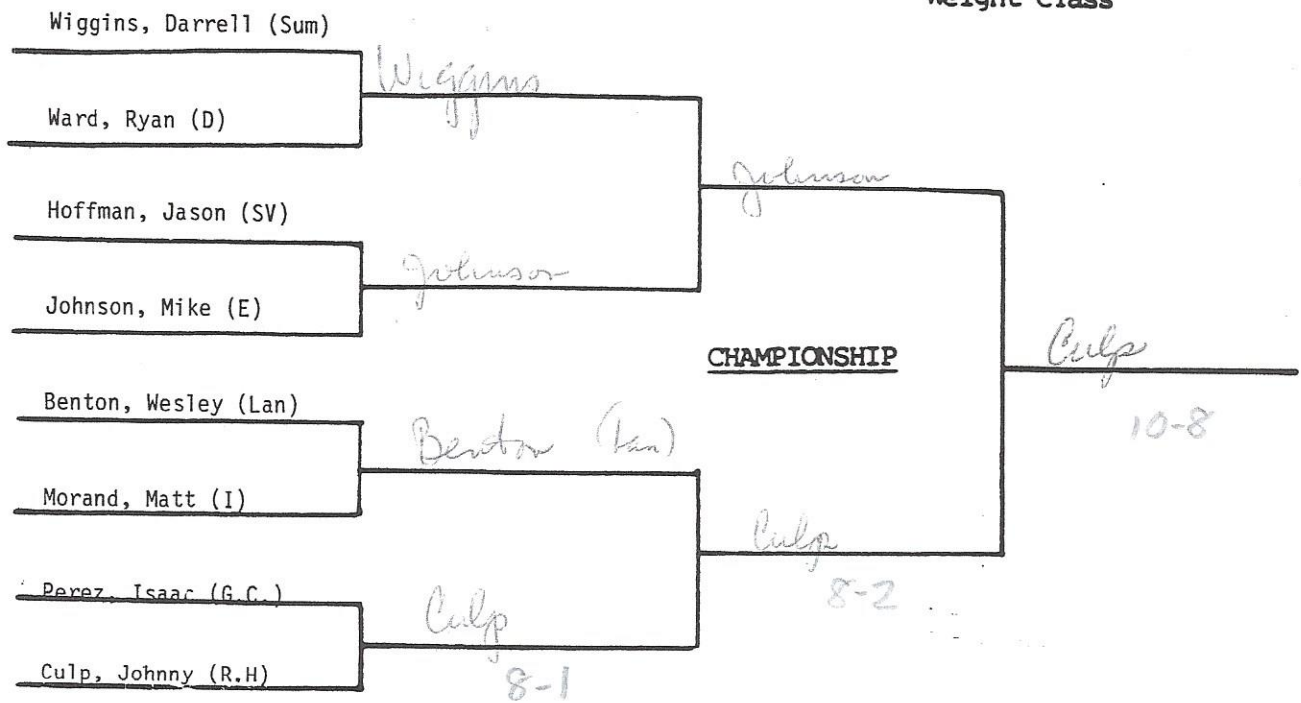 Weight Class
Wiggins, Darrell (Sum)
Wiggins
Ward, Ryan (D)
Johnson
Hoffman, Jason (SV)
Johnson
Johnson, Mike (E)
CHAMPIONSHIP
Culp
10-8
Benton, Wesley (Lan)
Benton (Lan)
Morand, Matt (I)
Culp
8-2
Perez, Isaac (G.C.)
Culp
8-1
Culp, Johnny (R.H)